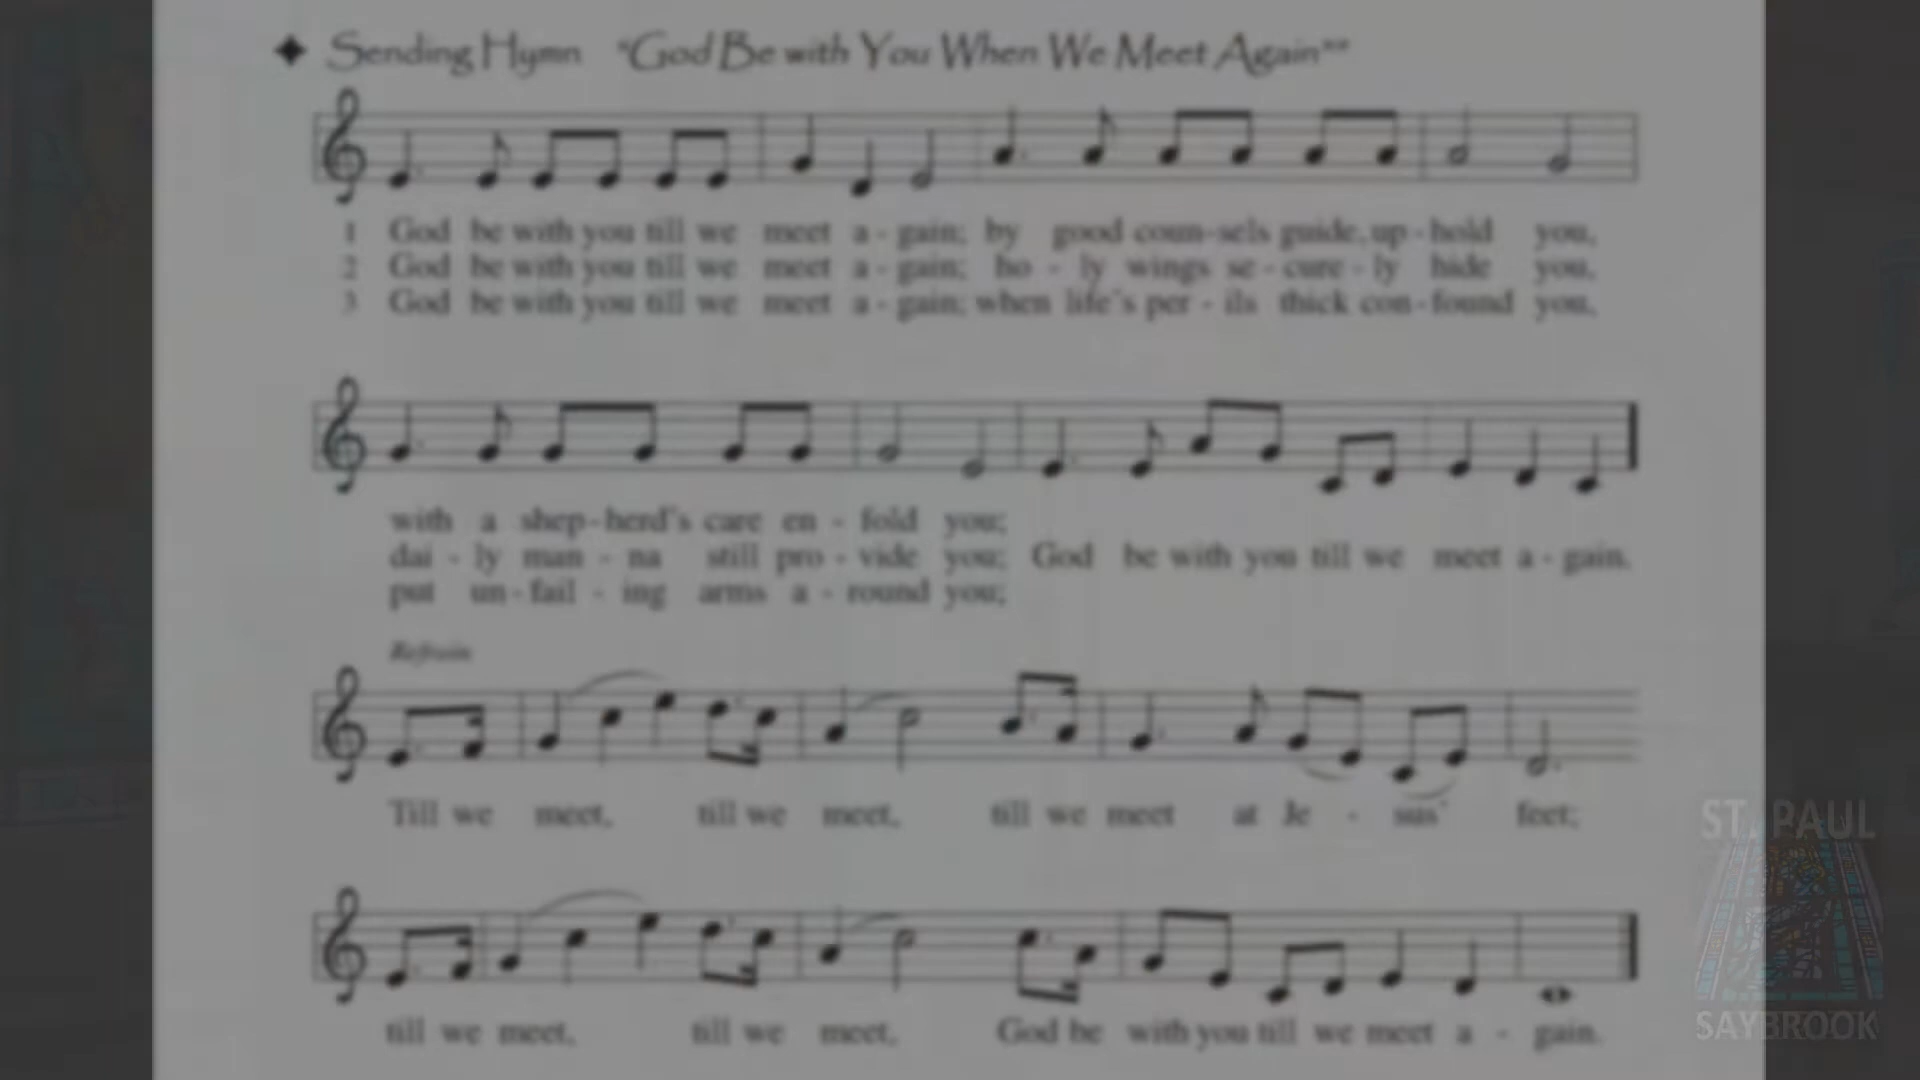 Sending Hymn "God Be with You When We Meet Again""
1 God be with you till we meet a - gain; by good coun-sels guide, up - hold you,
2 God be with you till we meet a - gain; ho - ly wings se - cure - ly hide you,
3 God be with you till we meet a - gain; when life's per - ils thick con - found you,
with a shep-herd's care en - fold you;
dai - ly man - na still pro - vide you; God be with you till we meet a - gain.
put un - fail - ing arms a - round you;
Refrain
Till we meet, till we meet, till we meet at Je - sus' feet;
till we meet, till we meet, God be with you till we meet a - gain.
ST. PAUL
SAYBROOK